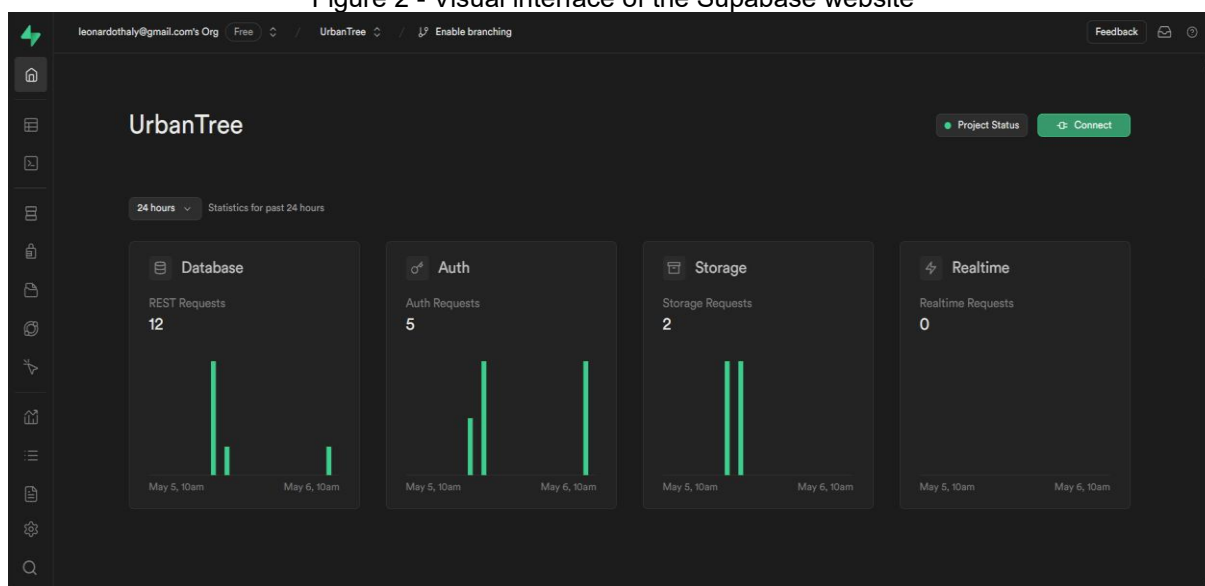 Figure 2 - Visual interface of the Supabase website
leonardothaly@gmail.com's Org Free / UrbanTree / Enable branching Feedback
UrbanTree
Project Status Connect
24 hours Statistics for past 24 hours
Database
REST Requests
12
May 5, 10am May 6, 10am
Auth
Auth Requests
5
May 5, 10am May 6, 10am
Storage
Storage Requests
2
May 5, 10am May 6, 10am
Realtime
Realtime Requests
0
May 5, 10am May 6, 10am